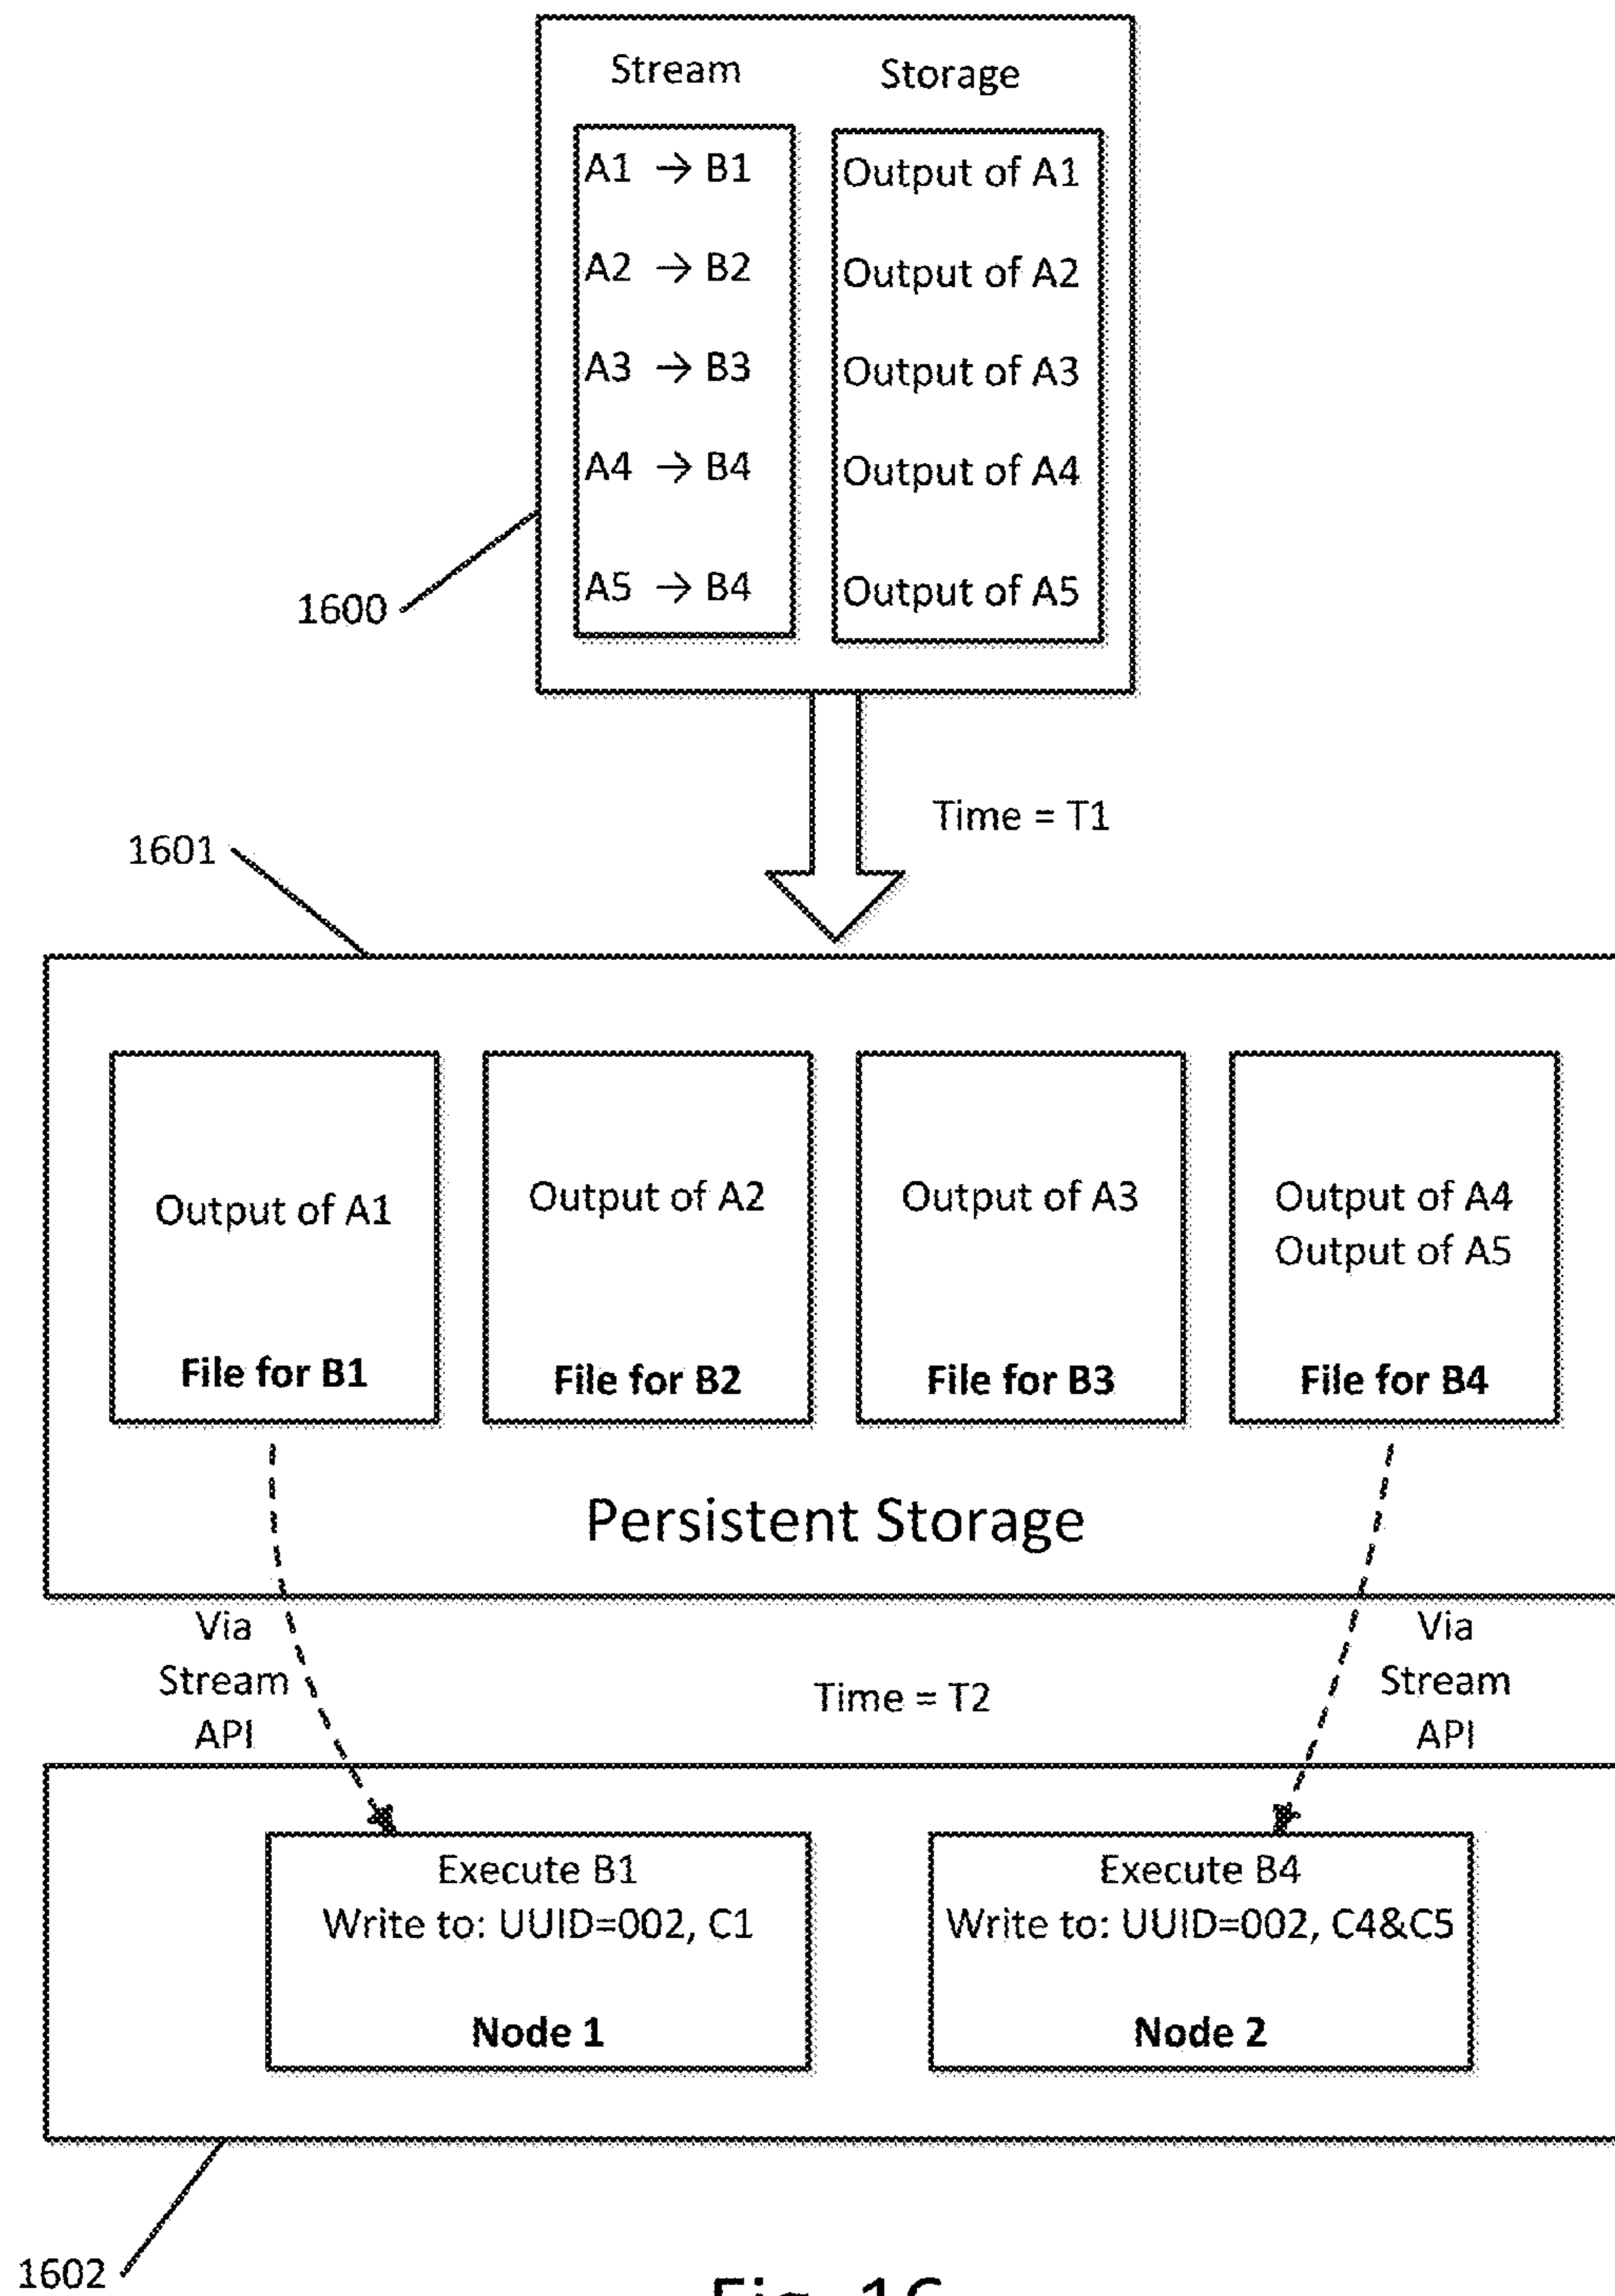 Stream Storage
A1 → B1 Output of A1
A2 → B2 Output of A2
A3 → B3 Output of A3
A4 → B4 Output of A4
A5 → B4 Output of A5
1600
Time = T1
1601
Output of A1
File for B1
Output of A2
File for B2
Output of A3
File for B3
Output of A4
Output of A5
File for B4
Persistent Storage
Via
Stream
API
Time = T2
Via
Stream
API
Execute B1
Write to: UUID=002, C1
Node 1
Execute B4
Write to: UUID=002, C4&C5
Node 2
1602
Fig. 16